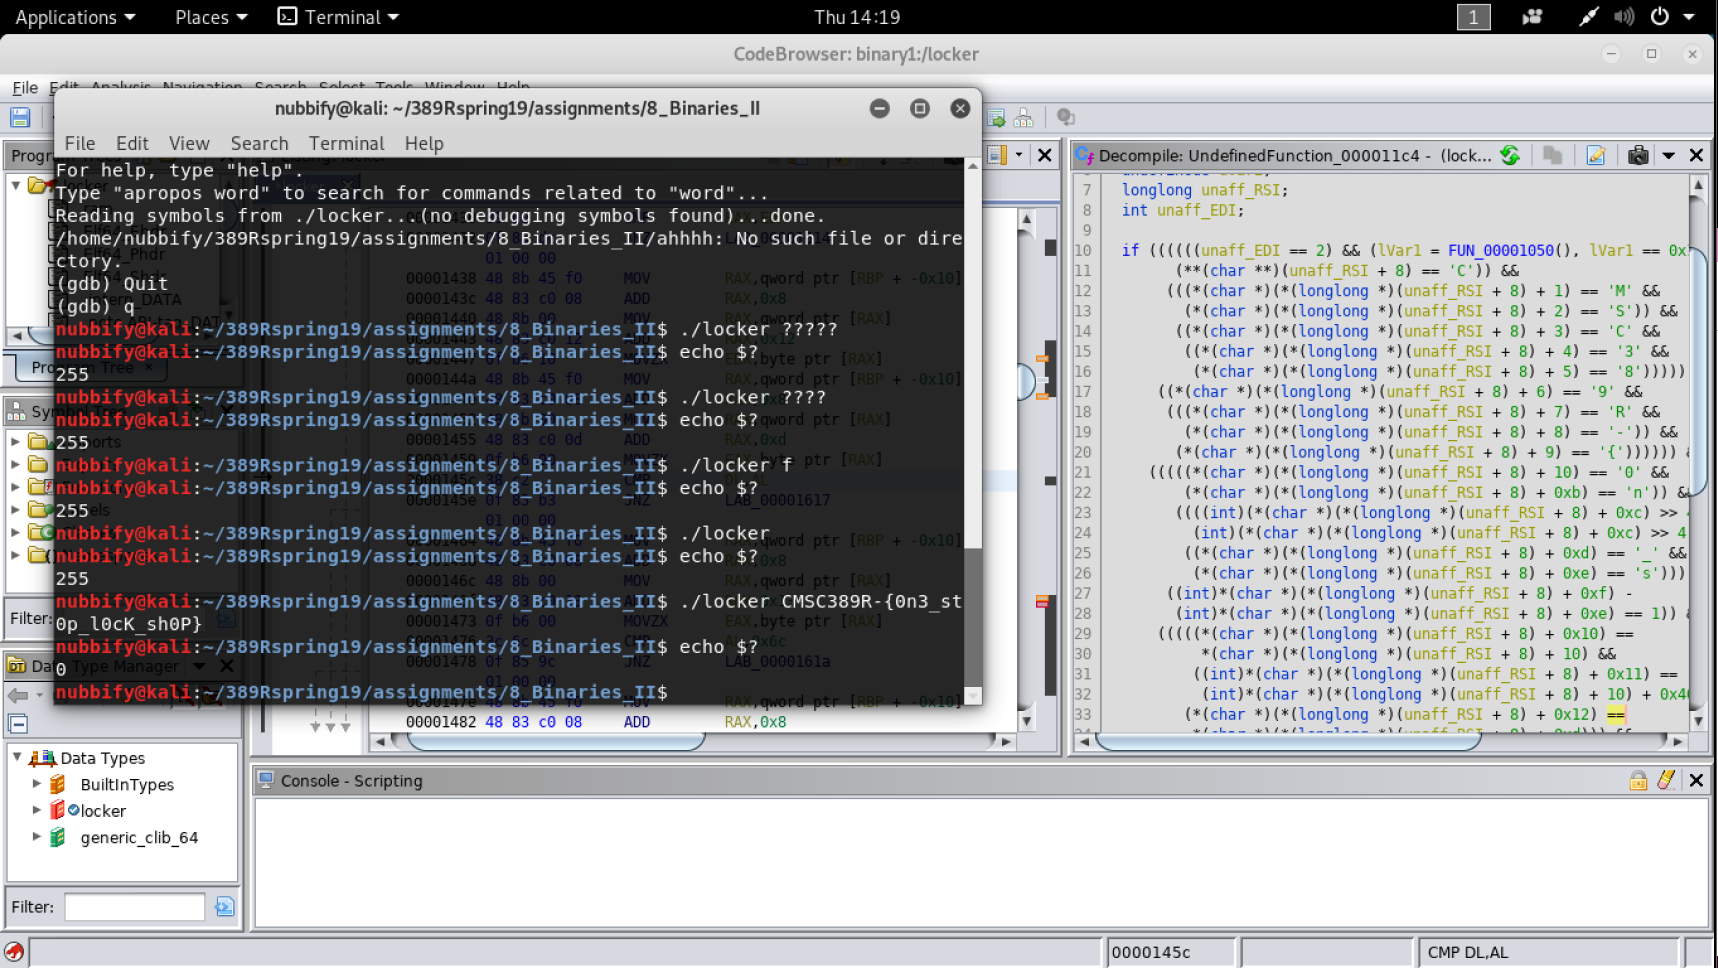 Applications Places Terminal Thu 14:19 1
CodeBrowser: binary1:/locker
File Edit Analysis Navigation Search Select Tools Window Help
nubbify@kali: ~/389Rspring19/assignments/8_Binaries_II
File Edit View Search Terminal Help
For help, type "help".
Type "apropos word" to search for commands related to "word"...
Reading symbols from ./locker...(no debugging symbols found)...done.
/home/nubbify/389Rspring19/assignments/8_Binaries_II/ahhhh: No such file or dire
ctory.
(gdb) Quit
(gdb) q
nubbify@kali:~/389Rspring19/assignments/8_Binaries_II$ ./locker ?????
nubbify@kali:~/389Rspring19/assignments/8_Binaries_II$ echo $?
255
nubbify@kali:~/389Rspring19/assignments/8_Binaries_II$ ./locker ????
nubbify@kali:~/389Rspring19/assignments/8_Binaries_II$ echo $?
255
nubbify@kali:~/389Rspring19/assignments/8_Binaries_II$ ./locker f
nubbify@kali:~/389Rspring19/assignments/8_Binaries_II$ echo $?
255
nubbify@kali:~/389Rspring19/assignments/8_Binaries_II$ ./locker
nubbify@kali:~/389Rspring19/assignments/8_Binaries_II$ echo $?
255
nubbify@kali:~/389Rspring19/assignments/8_Binaries_II$ ./locker CMSC389R-{0n3_st
0p_l0cK_sh0P}
nubbify@kali:~/389Rspring19/assignments/8_Binaries_II$ echo $?
0
nubbify@kali:~/389Rspring19/assignments/8_Binaries_II$
00001482 48 83 c0 08 ADD RAX,0x8
Decompile: UndefinedFunction_000011c4 - (lock...
7 longlong unaff_RSI;
8 int unaff_EDI;
9
10 if ((((((unaff_EDI == 2) && (lVar1 = FUN_00001050(), lVar1 == 0x
11 (**(char **)(unaff_RSI + 8) == 'C')) &&
12 (((*(char *)(*(longlong *)(unaff_RSI + 8) + 1) == 'M' &&
13 (*(char *)(*(longlong *)(unaff_RSI + 8) + 2) == 'S')) &&
14 ((*(char *)(*(longlong *)(unaff_RSI + 8) + 3) == 'C' &&
15 ((*(char *)(*(longlong *)(unaff_RSI + 8) + 4) == '3' &&
16 (*(char *)(*(longlong *)(unaff_RSI + 8) + 5) == '8')))))
17 ((*(char *)(*(longlong *)(unaff_RSI + 8) + 6) == '9' &&
18 (((*(char *)(*(longlong *)(unaff_RSI + 8) + 7) == 'R' &&
19 (*(char *)(*(longlong *)(unaff_RSI + 8) + 8) == '-')) &&
20 (*(char *)(*(longlong *)(unaff_RSI + 8) + 9) == '{')))))) &
21 (((((*(char *)(*(longlong *)(unaff_RSI + 8) + 10) == '0' &&
22 (*(char *)(*(longlong *)(unaff_RSI + 8) + 0xb) == 'n')) &
23 ((((int)(*(char *)(*(longlong *)(unaff_RSI + 8) + 0xc) >> 4
24 (int)(*(char *)(*(longlong *)(unaff_RSI + 8) + 0xc) >> 4
25 ((*(char *)(*(longlong *)(unaff_RSI + 8) + 0xd) == '_' &&
26 (*(char *)(*(longlong *)(unaff_RSI + 8) + 0xe) == 's')))
27 ((int)*(char *)(*(longlong *)(unaff_RSI + 8) + 0xf) -
28 (int)*(char *)(*(longlong *)(unaff_RSI + 8) + 0xe) == 1)) &
29 (((((*(char *)(*(longlong *)(unaff_RSI + 8) + 0x10) ==
30 *(char *)(*(longlong *)(unaff_RSI + 8) + 10) &&
31 ((int)*(char *)(*(longlong *)(unaff_RSI + 8) + 0x11) ==
32 (int)*(char *)(*(longlong *)(unaff_RSI + 8) + 10) + 0x4
33 (*(char *)(*(longlong *)(unaff_RSI + 8) + 0x12) ==
Filter:
Data Type Manager
Data Types
BuiltInTypes
locker
generic_clib_64
Filter:
Console - Scripting
0000145c CMP DL,AL